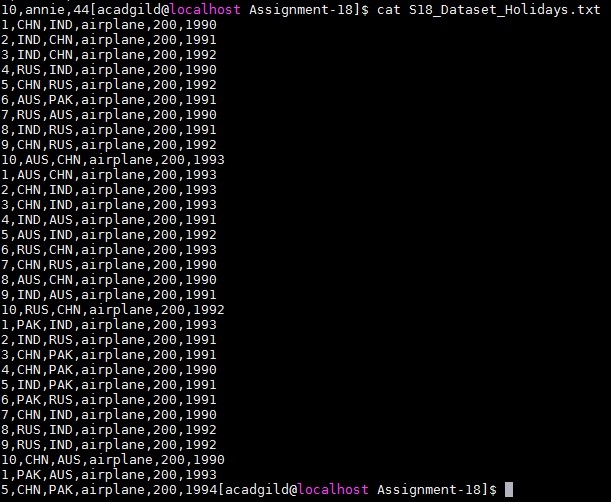 10,annie,44[acadgild@localhost Assignment-18]$ cat S18_Dataset_Holidays.txt
1,CHN,IND,airplane,200,1990
2,IND,CHN,airplane,200,1991
3,IND,CHN,airplane,200,1992
4,RUS,IND,airplane,200,1990
5,CHN,RUS,airplane,200,1992
6,AUS,PAK,airplane,200,1991
7,RUS,AUS,airplane,200,1990
8,IND,RUS,airplane,200,1991
9,CHN,RUS,airplane,200,1992
10,AUS,CHN,airplane,200,1993
1,AUS,CHN,airplane,200,1993
2,CHN,IND,airplane,200,1993
3,CHN,IND,airplane,200,1993
4,IND,AUS,airplane,200,1991
5,AUS,IND,airplane,200,1992
6,RUS,CHN,airplane,200,1993
7,CHN,RUS,airplane,200,1990
8,AUS,CHN,airplane,200,1990
9,IND,AUS,airplane,200,1991
10,RUS,CHN,airplane,200,1992
1,PAK,IND,airplane,200,1993
2,IND,RUS,airplane,200,1991
3,CHN,PAK,airplane,200,1991
4,CHN,PAK,airplane,200,1990
5,IND,PAK,airplane,200,1991
6,PAK,RUS,airplane,200,1991
7,CHN,IND,airplane,200,1990
8,RUS,IND,airplane,200,1992
9,RUS,IND,airplane,200,1992
10,CHN,AUS,airplane,200,1990
1,PAK,AUS,airplane,200,1993
5,CHN,PAK,airplane,200,1994[acadgild@localhost Assignment-18]$